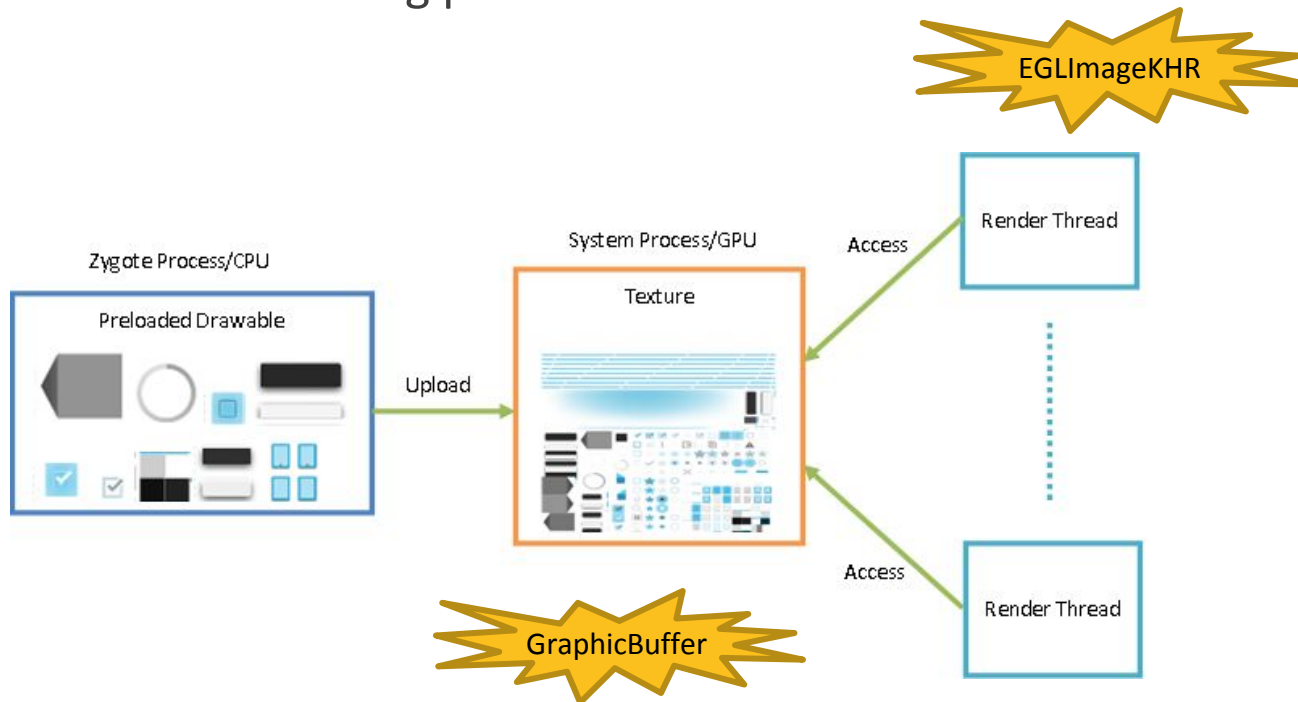 EGLImageKHR
Render Thread
System Process/GPU
Access
Zygote Process/CPU
Texture
Preloaded Drawable
Upload
Access
Render Thread
GraphicBuffer